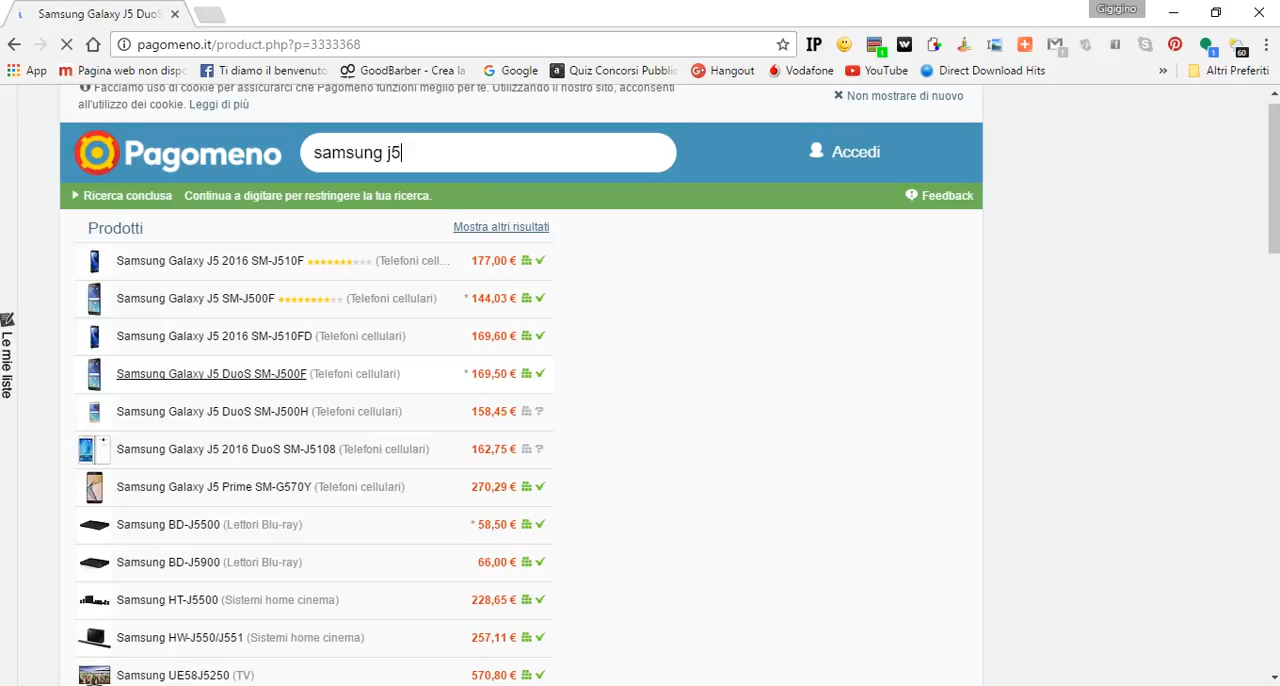 Samsung Galaxy J5 DuoS
Gigigino
pagomeno.it/product.php?p=3333368
IP
1
60
App
Pagina web non dispo
Ti diamo il benvenuto
GoodBarber - Crea la
Google
Quiz Concorsi Pubblic
Hangout
Vodafone
YouTube
Direct Download Hits
»
Altri Preferiti
Facciamo uso di cookie per assicurarci che Pagomeno funzioni meglio per te. Utilizzando il nostro sito, acconsenti
all'utilizzo dei cookie. Leggi di più
Non mostrare di nuovo
Pagomeno
samsung j5
Accedi
Ricerca conclusa Continua a digitare per restringere la tua ricerca.
Feedback
Prodotti
Mostra altri risultati
Samsung Galaxy J5 2016 SM-J510F (Telefoni cell... 177,00 €
Samsung Galaxy J5 SM-J500F (Telefoni cellulari) * 144,03 €
Samsung Galaxy J5 2016 SM-J510FD (Telefoni cellulari) 169,60 €
Samsung Galaxy J5 DuoS SM-J500F (Telefoni cellulari) * 169,50 €
Samsung Galaxy J5 DuoS SM-J500H (Telefoni cellulari) 158,45 € ?
Samsung Galaxy J5 2016 DuoS SM-J5108 (Telefoni cellulari) 162,75 € ?
Samsung Galaxy J5 Prime SM-G570Y (Telefoni cellulari) 270,29 €
Samsung BD-J5500 (Lettori Blu-ray) * 58,50 €
Samsung BD-J5900 (Lettori Blu-ray) 66,00 €
Samsung HT-J5500 (Sistemi home cinema) 228,65 €
Samsung HW-J550/J551 (Sistemi home cinema) 257,11 €
Samsung UE58J5250 (TV) 570,80 €
Le mie liste